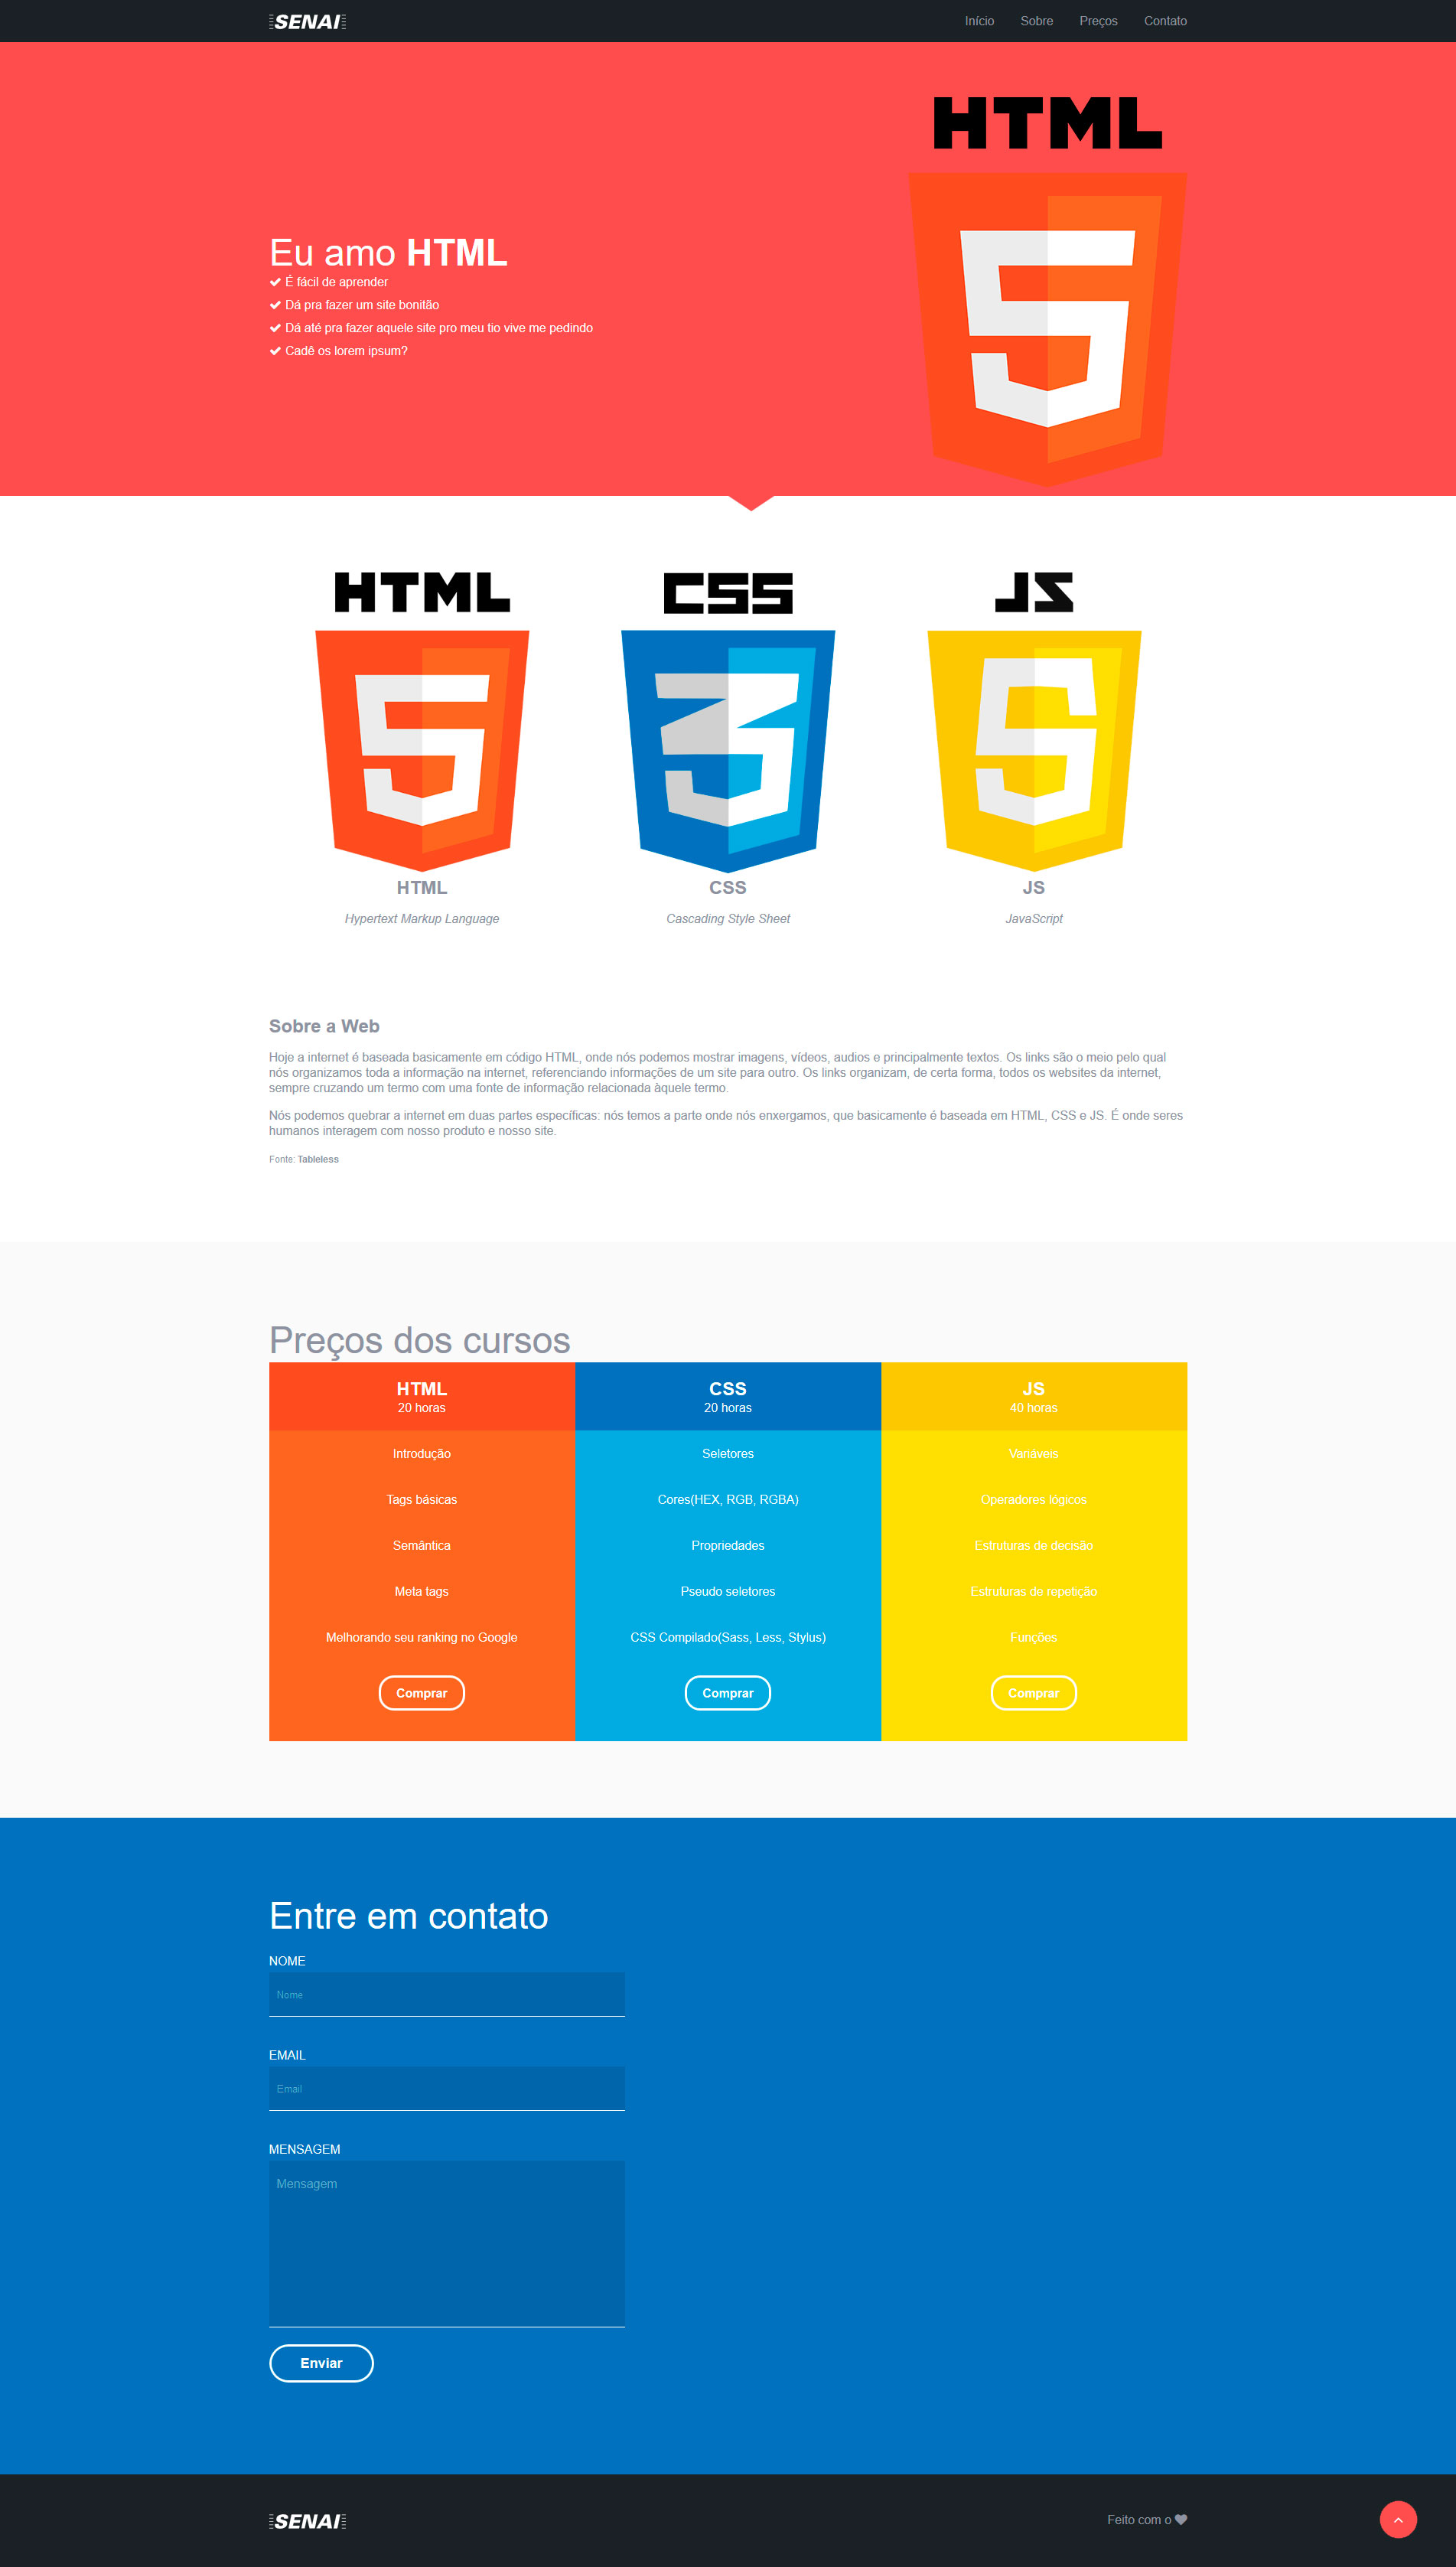 SENAI
Início Sobre Preços Contato
HTML
5
Eu amo HTML
É fácil de aprender
Dá pra fazer um site bonitão
Dá até pra fazer aquele site pro meu tio vive me pedindo
Cadê os lorem ipsum?
HTML CSS JS
5 3 6
HTML CSS JS
Hypertext Markup Language Cascading Style Sheet JavaScript
Sobre a Web
Hoje a internet é baseada basicamente em código HTML, onde nós podemos mostrar imagens, vídeos, audios e principalmente textos. Os links são o meio pelo qual
nós organizamos toda a informação na internet, referenciando informações de um site para outro. Os links organizam, de certa forma, todos os websites da internet,
sempre cruzando um termo com uma fonte de informação relacionada àquele termo.
Nós podemos quebrar a internet em duas partes específicas: nós temos a parte onde nós enxergamos, que basicamente é baseada em HTML, CSS e JS. É onde seres
humanos interagem com nosso produto e nosso site.
Fonte: Tableless
Preços dos cursos
HTML CSS JS
20 horas 20 horas 40 horas
Introdução Seletores Variáveis
Tags básicas Cores(HEX, RGB, RGBA) Operadores lógicos
Semântica Propriedades Estruturas de decisão
Meta tags Pseudo seletores Estruturas de repetição
Melhorando seu ranking no Google CSS Compilado(Sass, Less, Stylus) Funções
Comprar Comprar Comprar
Entre em contato
NOME
Nome
EMAIL
Email
MENSAGEM
Mensagem
Enviar
SENAI
Feito com o